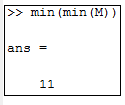 >> min(min(M))
ans =
11